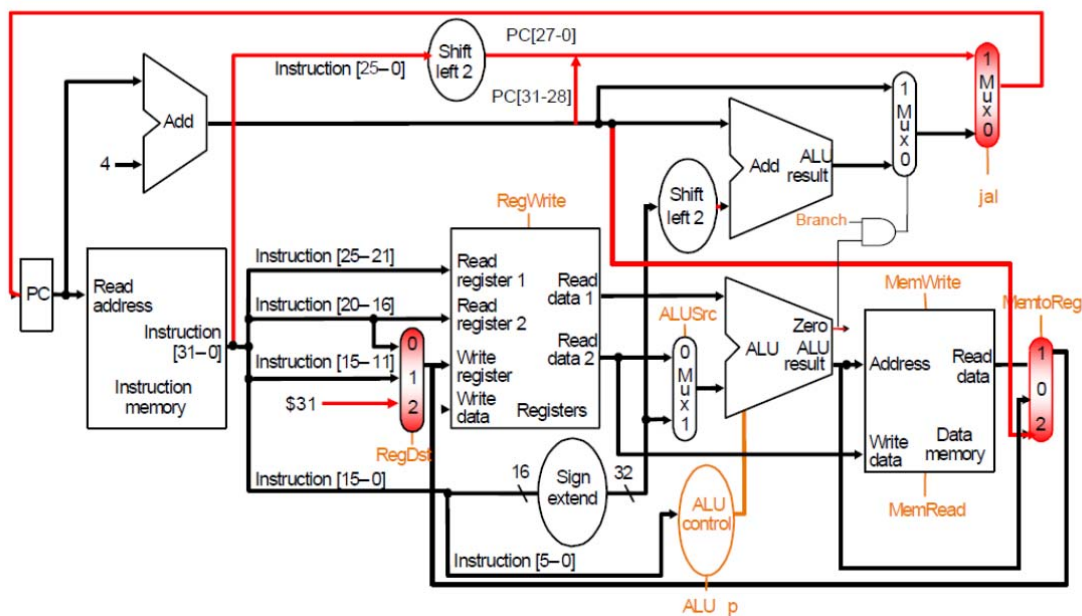 PC[27-0]
Shift
left 2
Instruction [25–0]
PC[31-28]
1
Mux
0
1
Mux
0
Add
4
Add
ALU
result
Shift
left 2
jal
Branch
RegWrite
PC
Read
address
Instruction
[31–0]
Instruction
memory
Instruction [25–21]
Instruction [20–16]
Instruction [15–11]
$31
0
1
2
RegDst
Read
register 1
Read
register 2
Write
register
Write
data
Registers
Read
data 1
Read
data 2
ALUSrc
0
Mux
1
Zero
ALU
ALU
result
MemWrite
Address
Read
data
Write
data
Data
memory
MemRead
MemtoReg
1
0
2
Instruction [15–0]
16
Sign
extend
32
Instruction [5–0]
ALU
control
ALU p